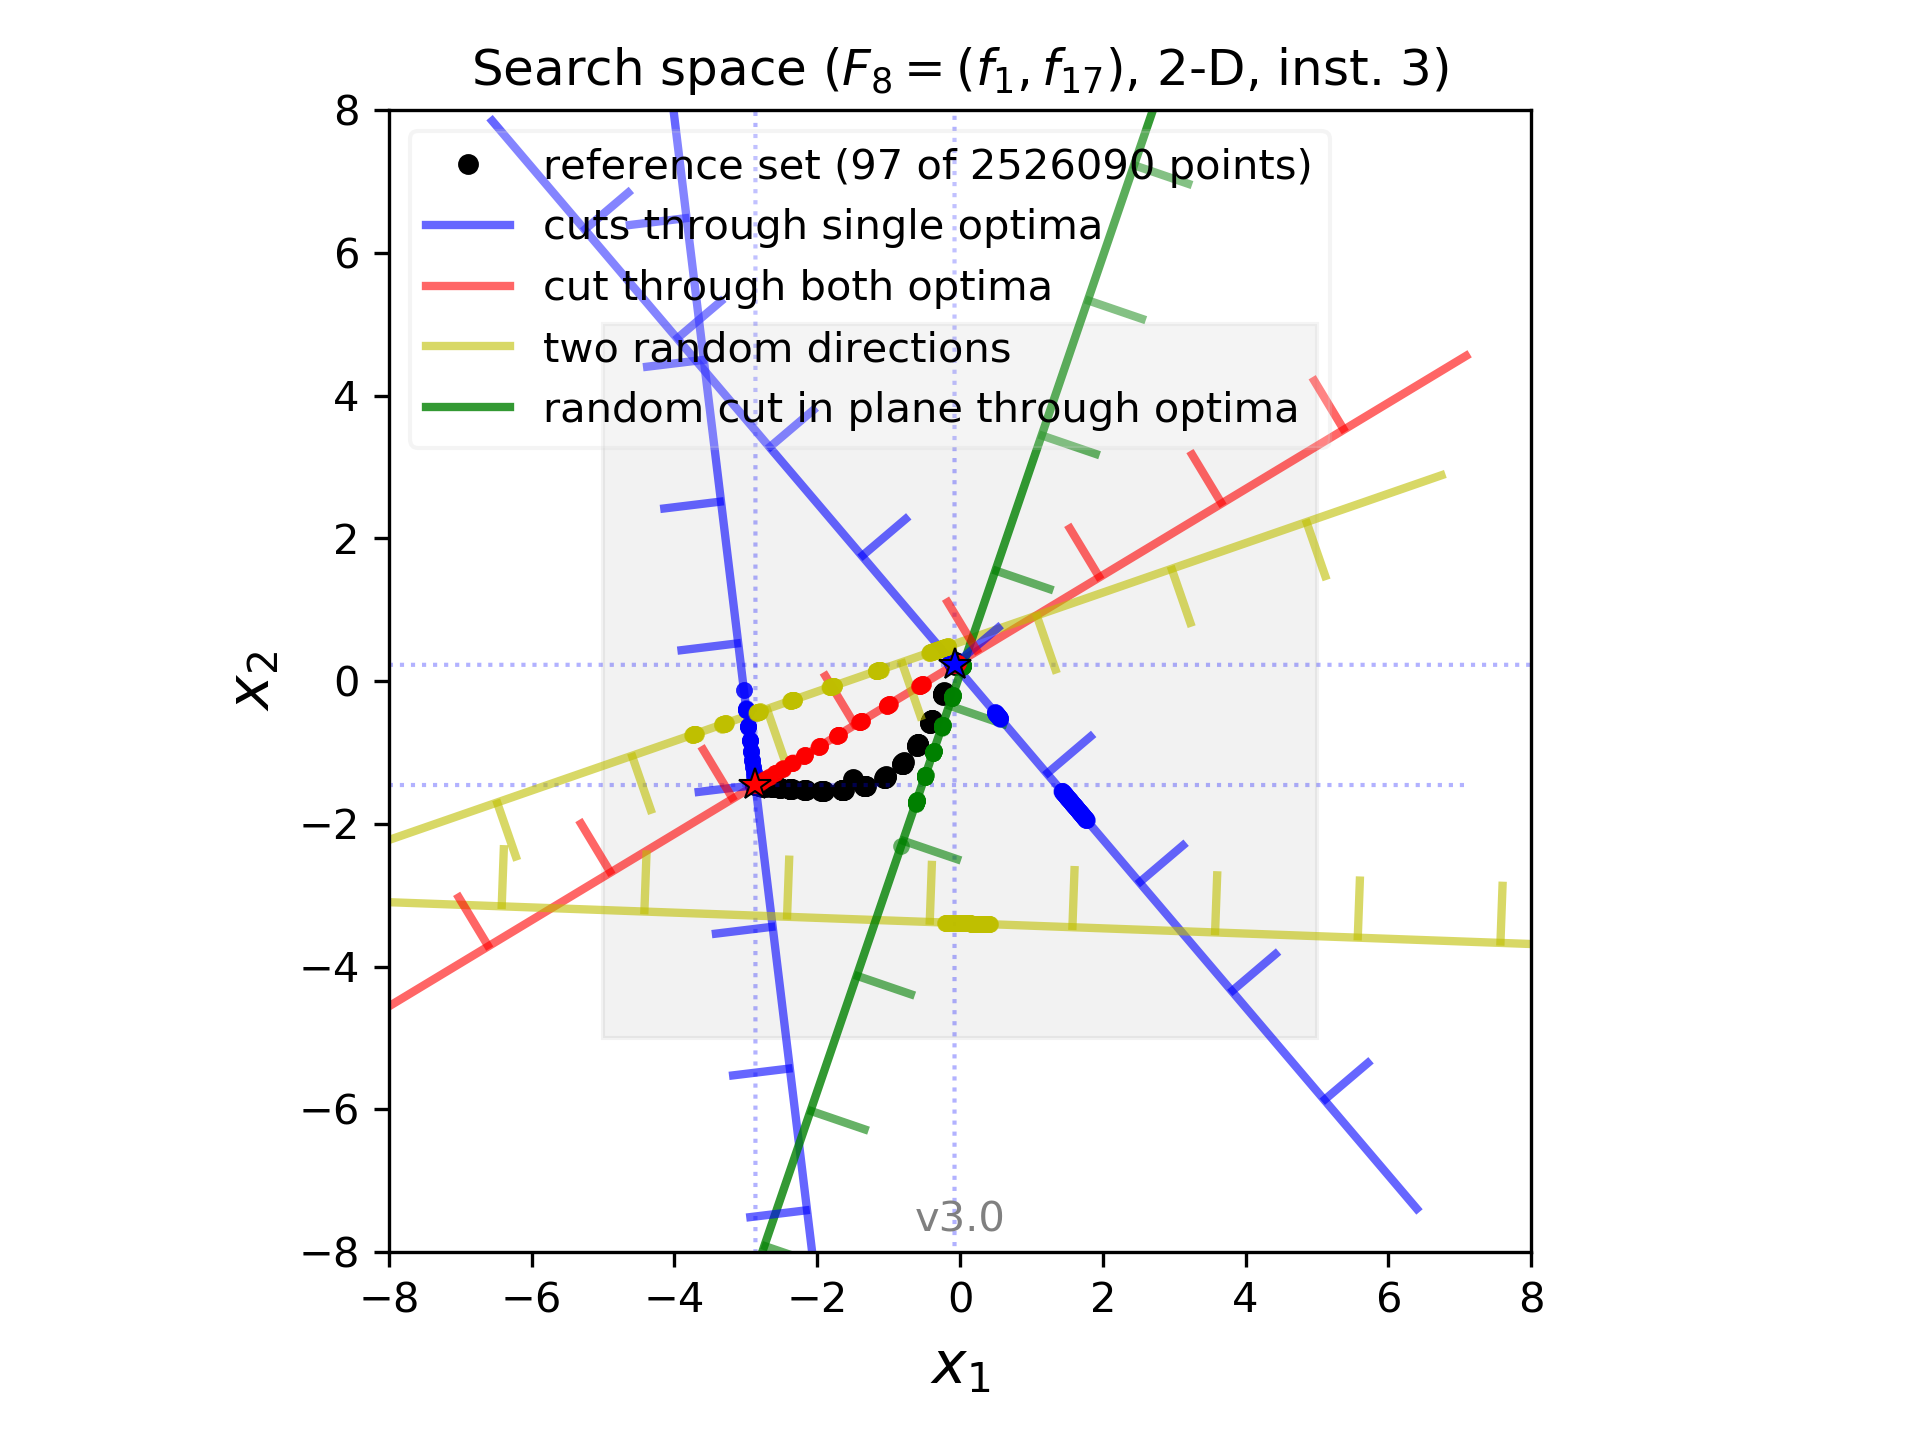 Search space (F₈ = (f₁, f₁₇), 2-D, inst. 3)
reference set (97 of 2526090 points)
cuts through single optima
cut through both optima
two random directions
random cut in plane through optima
8
6
4
2
0
−2
−4
−6
−8
x₂
v3.0
−8 −6 −4 −2 0 2 4 6 8
x₁